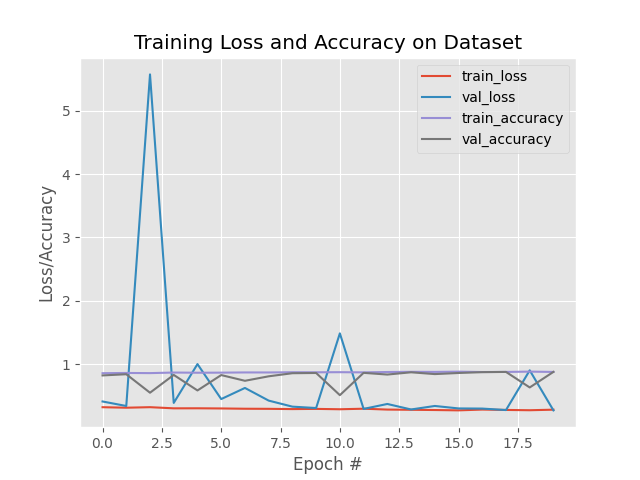 Training Loss and Accuracy on Dataset
train_loss
val_loss
train_accuracy
val_accuracy
Loss/Accuracy
5
4
3
2
1
0.0 2.5 5.0 7.5 10.0 12.5 15.0 17.5
Epoch #